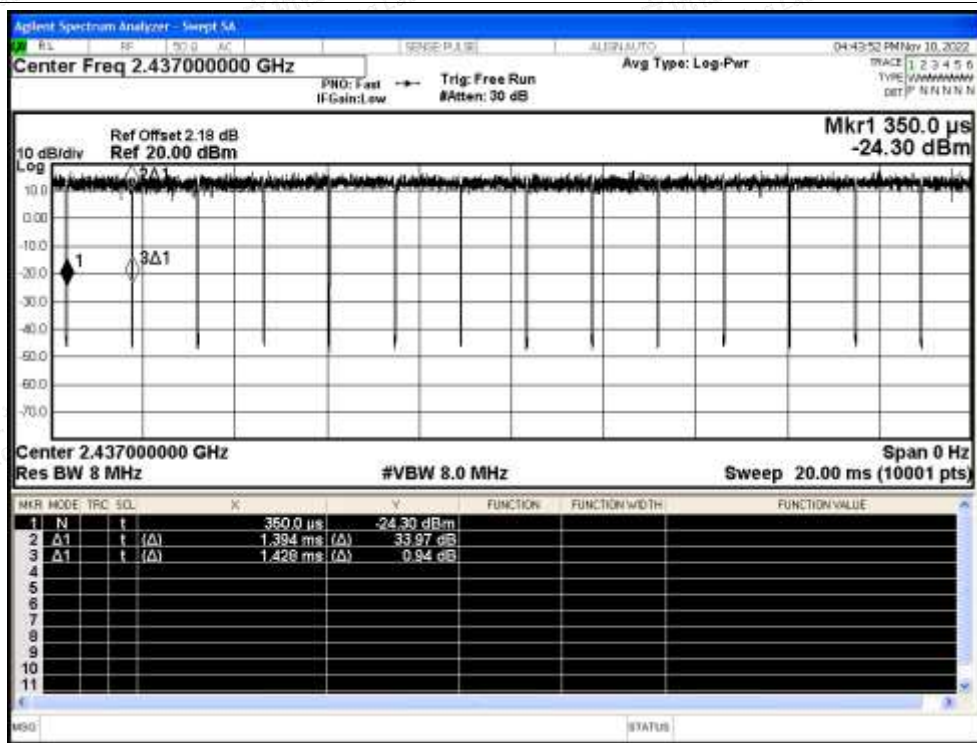 Agilent Spectrum Analyzer - Swept SA
RL RF 50 Ω AC SENSE:PULSE ALIGNAUTO 04:43:52 PM Nov 10, 2022
Center Freq 2.437000000 GHz
PNO: Fast Trig: Free Run Avg Type: Log-Pwr TRACE 1 2 3 4 5 6
IFGain:Low #Atten: 30 dB TYPE
DET P N N N N N
Ref Offset 2.18 dB Mkr1 350.0 µs
10 dB/div Ref 20.00 dBm -24.30 dBm
Log
2Δ1
10.0
0.00
-10.0
1 3Δ1
-20.0
-30.0
-40.0
-50.0
-60.0
-70.0
Center 2.437000000 GHz Span 0 Hz
Res BW 8 MHz #VBW 8.0 MHz Sweep 20.00 ms (10001 pts)
MKR MODE TRC SCL X Y FUNCTION FUNCTION WIDTH FUNCTION VALUE
1 N t 350.0 µs -24.30 dBm
2 Δ1 t (Δ) 1.394 ms (Δ) 33.97 dB
3 Δ1 t (Δ) 1.428 ms (Δ) 0.94 dB
4
5
6
7
8
9
10
11
MSG STATUS